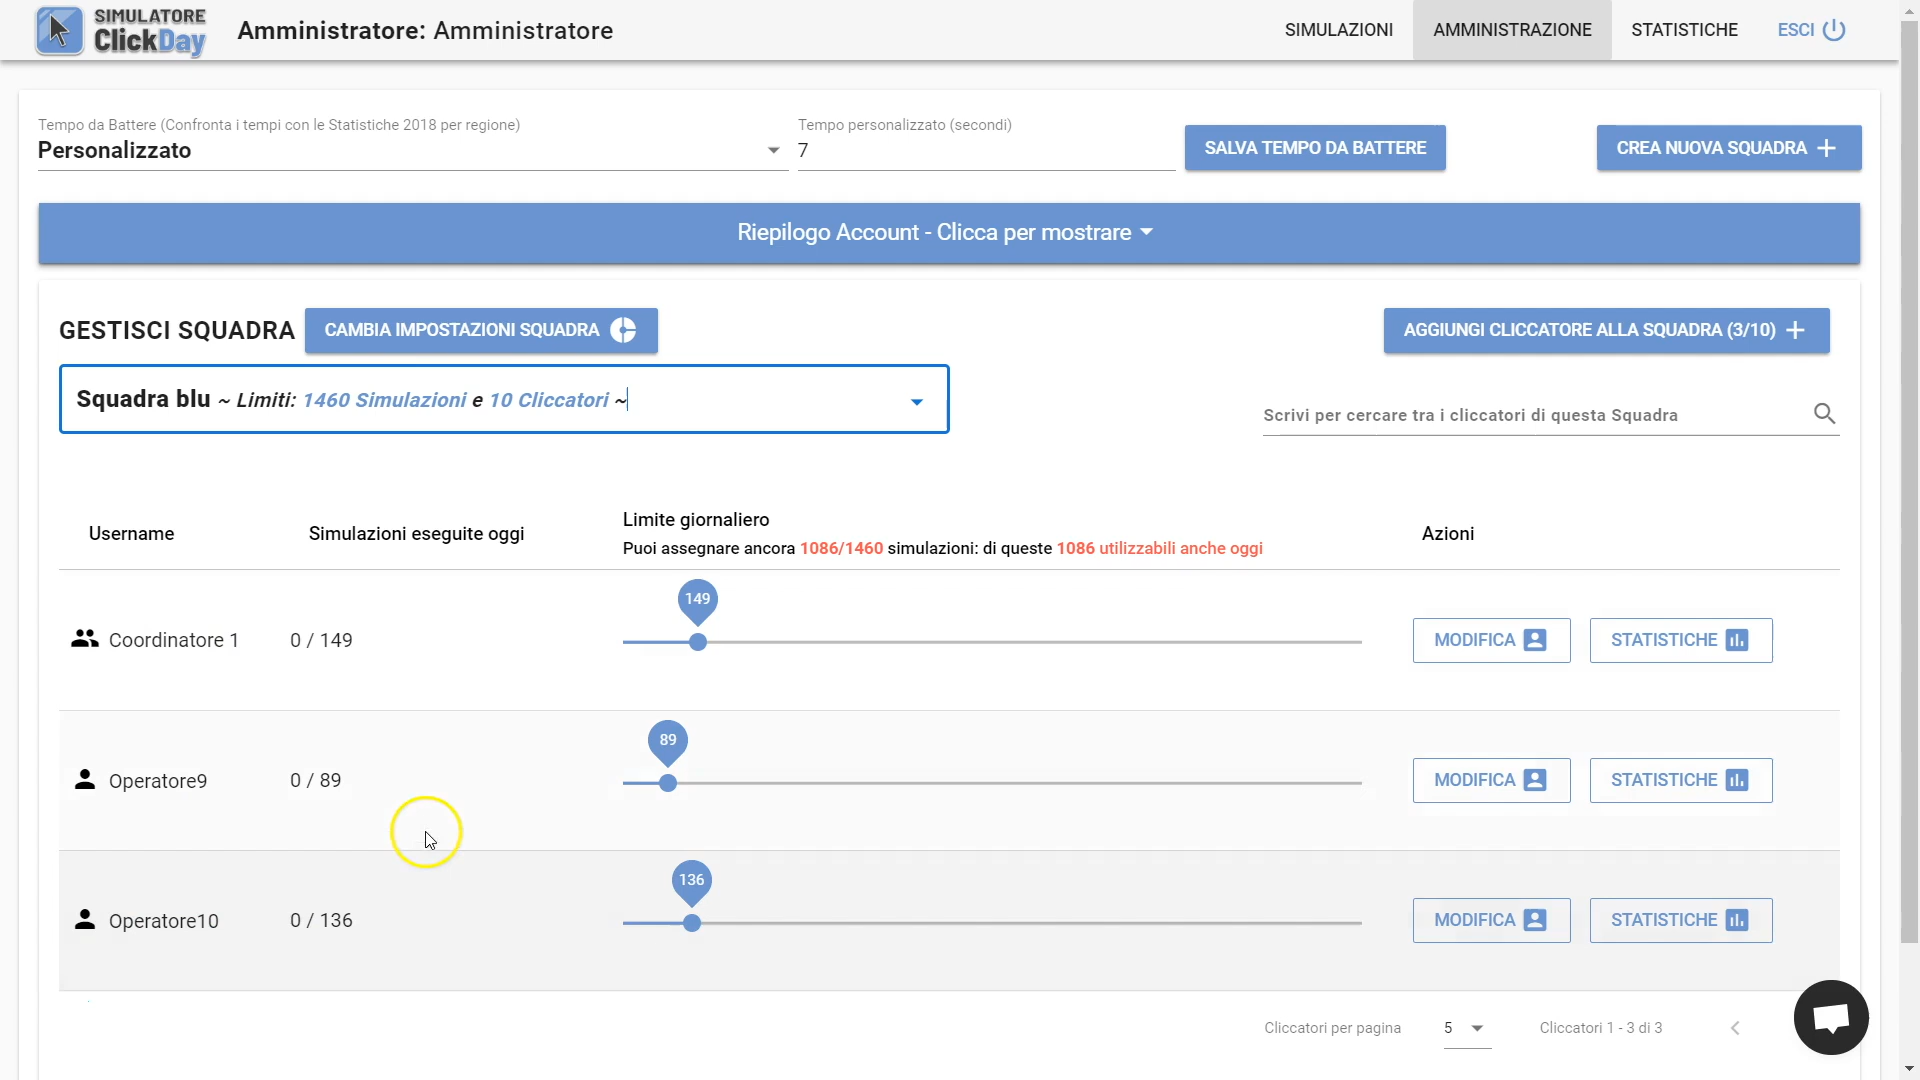 SIMULATORE
ClickDay
Amministratore: Amministratore
SIMULAZIONI
AMMINISTRAZIONE
STATISTICHE
ESCI
Tempo da Battere (Confronta i tempi con le Statistiche 2018 per regione)
Personalizzato
Tempo personalizzato (secondi)
7
SALVA TEMPO DA BATTERE
CREA NUOVA SQUADRA
Riepilogo Account - Clicca per mostrare
GESTISCI SQUADRA
CAMBIA IMPOSTAZIONI SQUADRA
AGGIUNGI CLICCATORE ALLA SQUADRA (3/10)
Squadra blu ~ Limiti: 1460 Simulazioni e 10 Cliccatori ~
Scrivi per cercare tra i cliccatori di questa Squadra
Username
Simulazioni eseguite oggi
Limite giornaliero
Puoi assegnare ancora 1086/1460 simulazioni: di queste 1086 utilizzabili anche oggi
Azioni
149
Coordinatore 1
0 / 149
MODIFICA
STATISTICHE
89
Operatore9
0 / 89
MODIFICA
STATISTICHE
136
Operatore10
0 / 136
MODIFICA
STATISTICHE
Cliccatori per pagina
5
Cliccatori 1 - 3 di 3